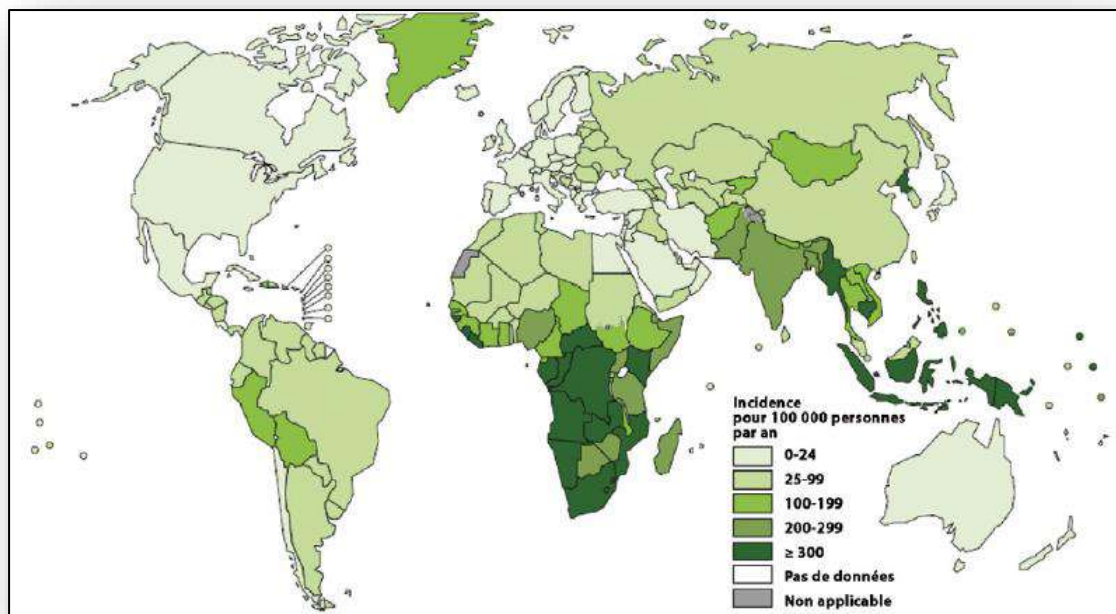 Incidence
pour 100 000 personnes
par an
0-24
25-99
100-199
200-299
≥ 300
Pas de données
Non applicable